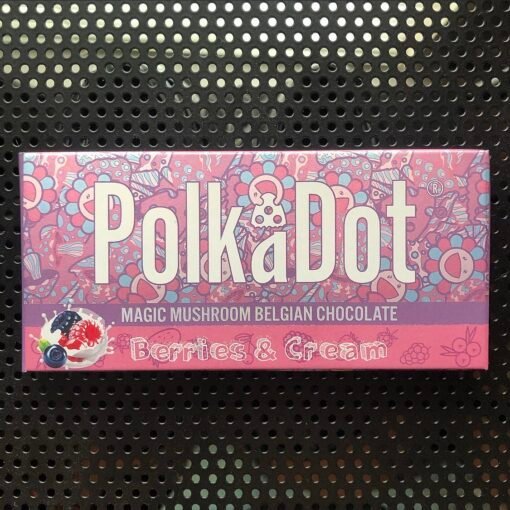 PolkaDot®
MAGIC MUSHROOM BELGIAN CHOCOLATE
Berries & Cream